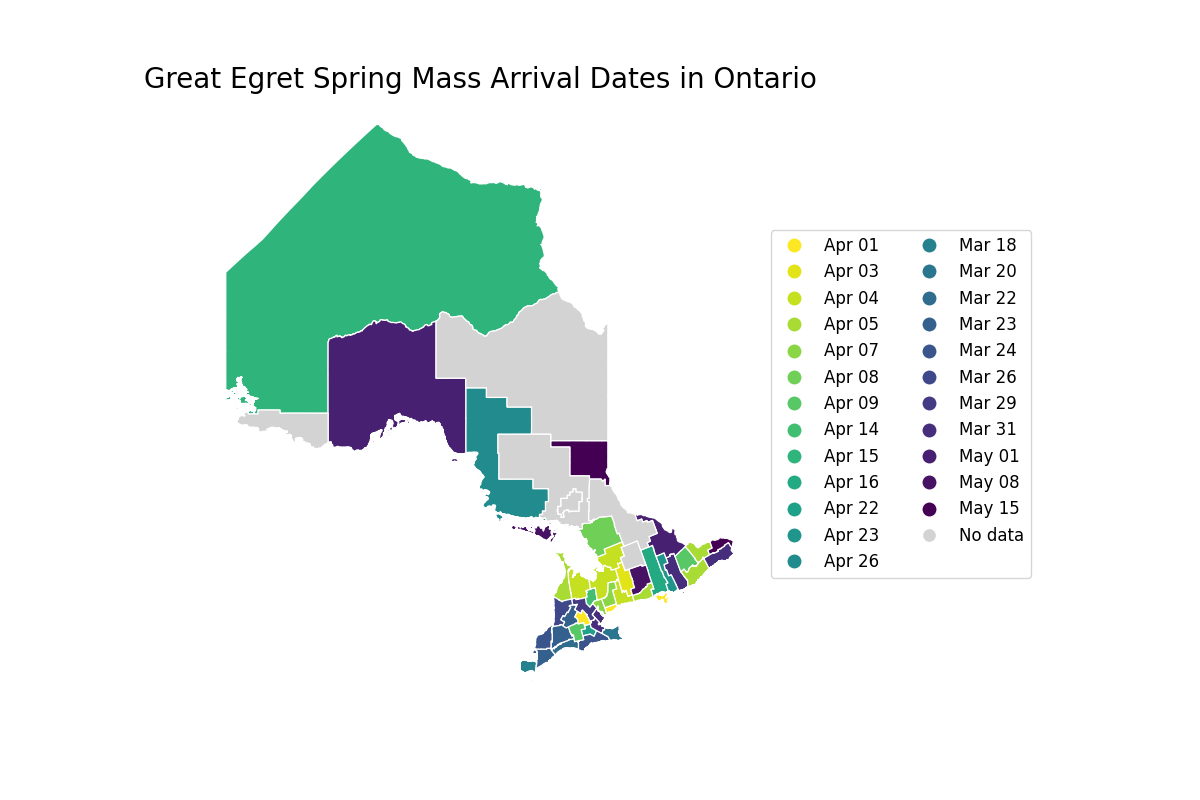 Great Egret Spring Mass Arrival Dates in Ontario
Apr 01
Apr 03
Apr 04
Apr 05
Apr 07
Apr 08
Apr 09
Apr 14
Apr 15
Apr 16
Apr 22
Apr 23
Apr 26
Mar 18
Mar 20
Mar 22
Mar 23
Mar 24
Mar 26
Mar 29
Mar 31
May 01
May 08
May 15
No data